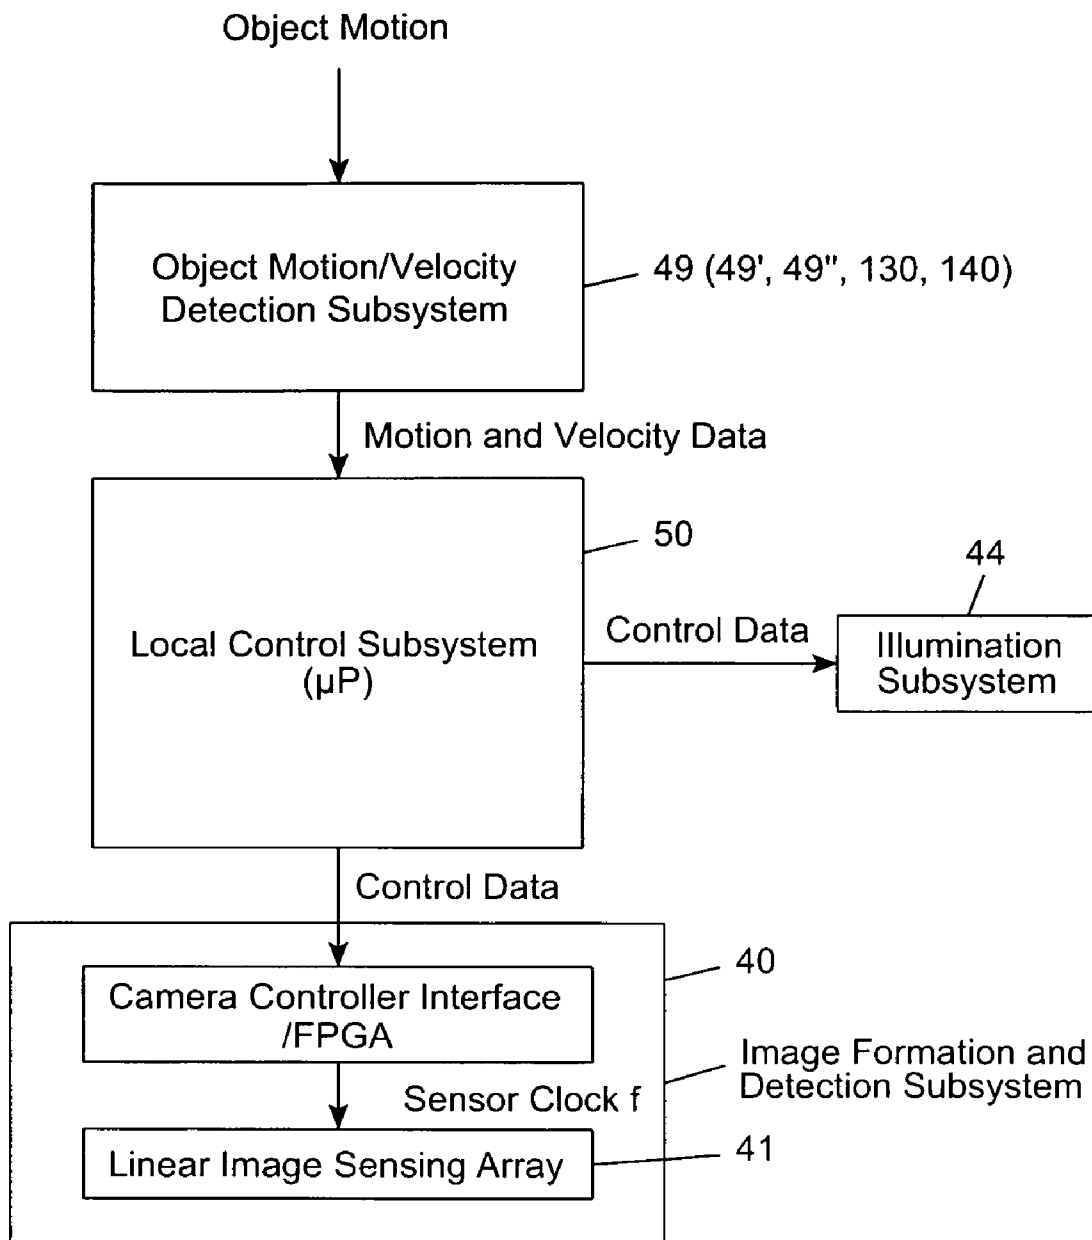 Object Motion
Object Motion/Velocity
Detection Subsystem
49 (49', 49", 130, 140)
Motion and Velocity Data
50
44
Local Control Subsystem
(µP)
Control Data
Illumination
Subsystem
Control Data
40
Camera Controller Interface
/FPGA
Image Formation and
Detection Subsystem
Sensor Clock f
Linear Image Sensing Array
41